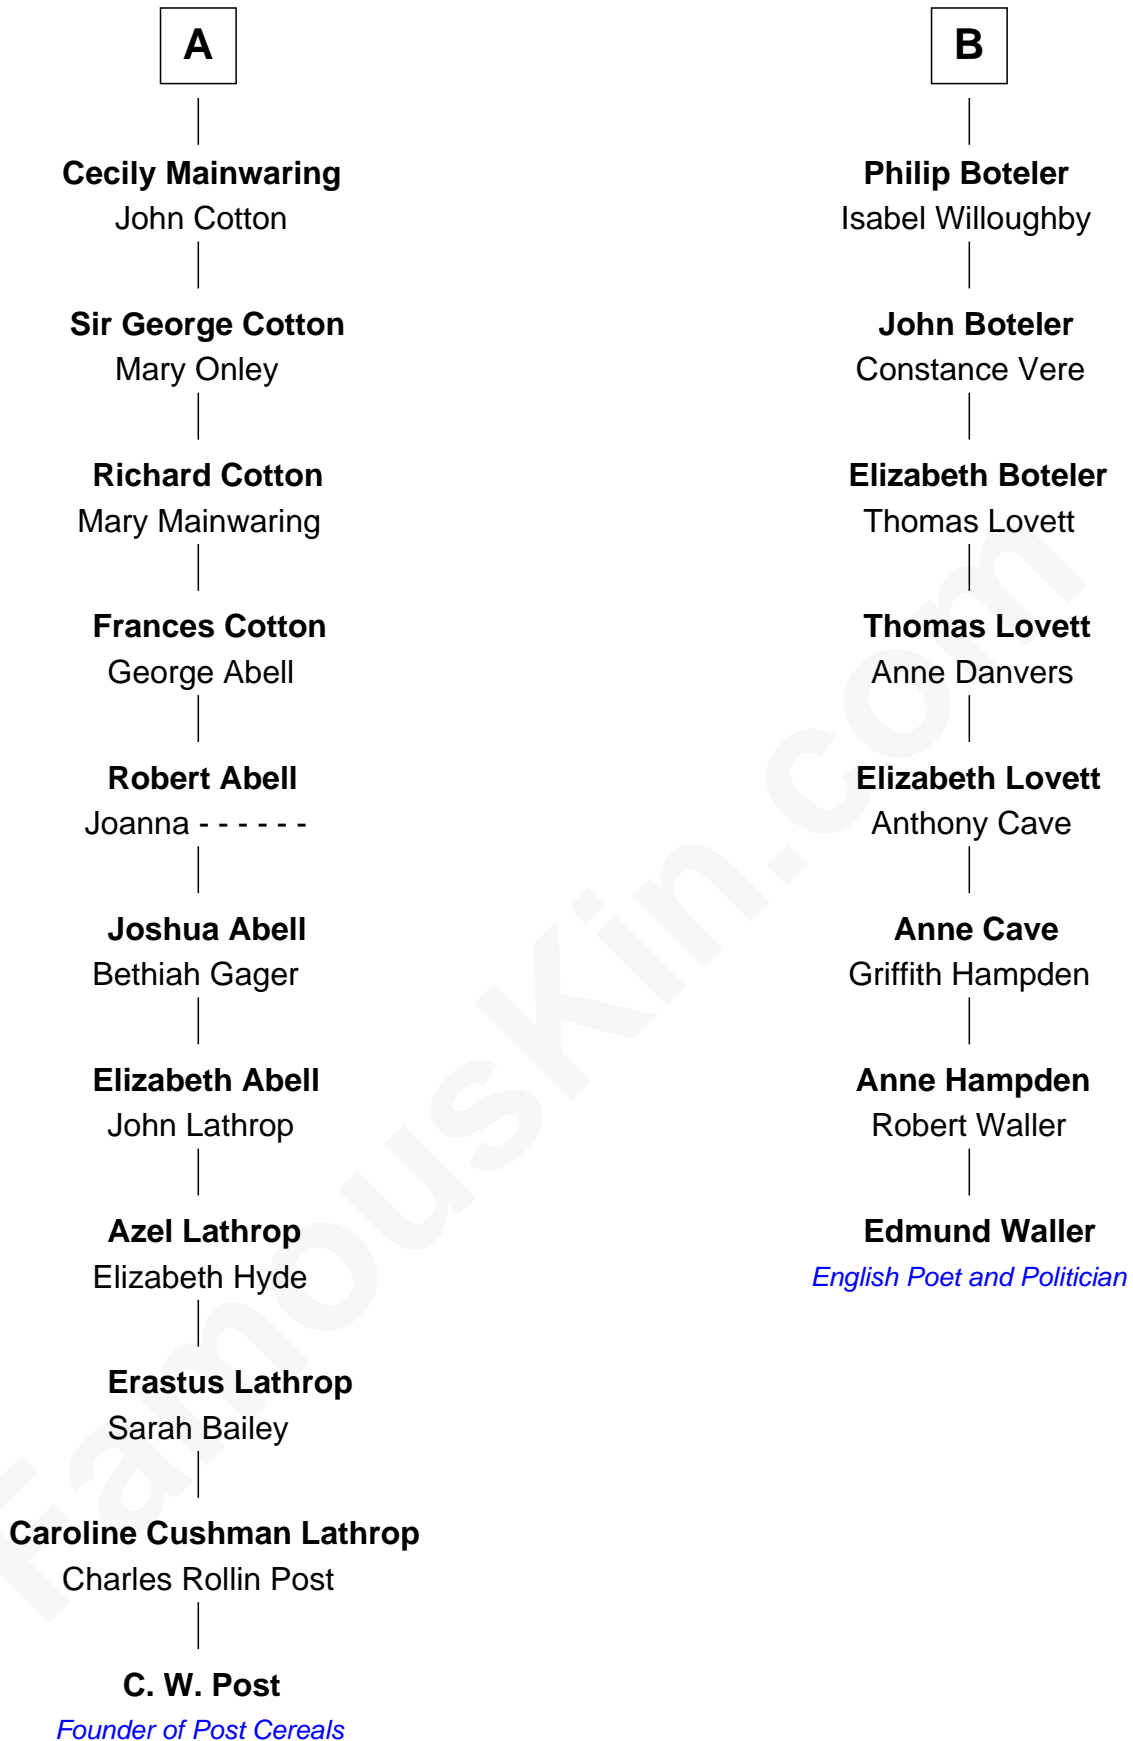 A
Cecily Mainwaring
John Cotton
Sir George Cotton
Mary Onley
Richard Cotton
Mary Mainwaring
Frances Cotton
George Abell
Robert Abell
Joanna - - - - - -
Joshua Abell
Bethiah Gager
Elizabeth Abell
John Lathrop
Azel Lathrop
Elizabeth Hyde
Erastus Lathrop
Sarah Bailey
Caroline Cushman Lathrop
Charles Rollin Post
C. W. Post
Founder of Post Cereals
B
Philip Boteler
Isabel Willoughby
John Boteler
Constance Vere
Elizabeth Boteler
Thomas Lovett
Thomas Lovett
Anne Danvers
Elizabeth Lovett
Anthony Cave
Anne Cave
Griffith Hampden
Anne Hampden
Robert Waller
Edmund Waller
English Poet and Politician
FamousKin.com